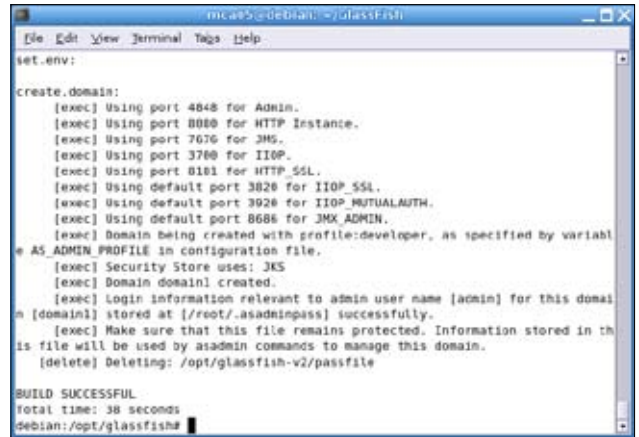 mca05@debian: ~/GlassFish
File Edit View Terminal Tags Help
set.env:
create.domain:
[exec] Using port 4848 for Admin.
[exec] Using port 8080 for HTTP Instance.
[exec] Using port 7676 for JMS.
[exec] Using port 3700 for IIOP.
[exec] Using port 8181 for HTTP_SSL.
[exec] Using default port 3820 for IIOP_SSL.
[exec] Using default port 3920 for IIOP_MUTUALAUTH.
[exec] Using default port 8686 for JMX_ADMIN.
[exec] Domain being created with profile:developer, as specified by variabl
e AS_ADMIN_PROFILE in configuration file.
[exec] Security Store uses: JKS
[exec] Domain domain1 created.
[exec] Login information relevant to admin user name [admin] for this domai
n [domain1] stored at [/root/.asadminpass] successfully.
[exec] Make sure that this file remains protected. Information stored in th
is file will be used by asadmin commands to manage this domain.
[delete] Deleting: /opt/glassfish-v2/passfile
BUILD SUCCESSFUL
Total time: 38 seconds
debian:/opt/glassfish#